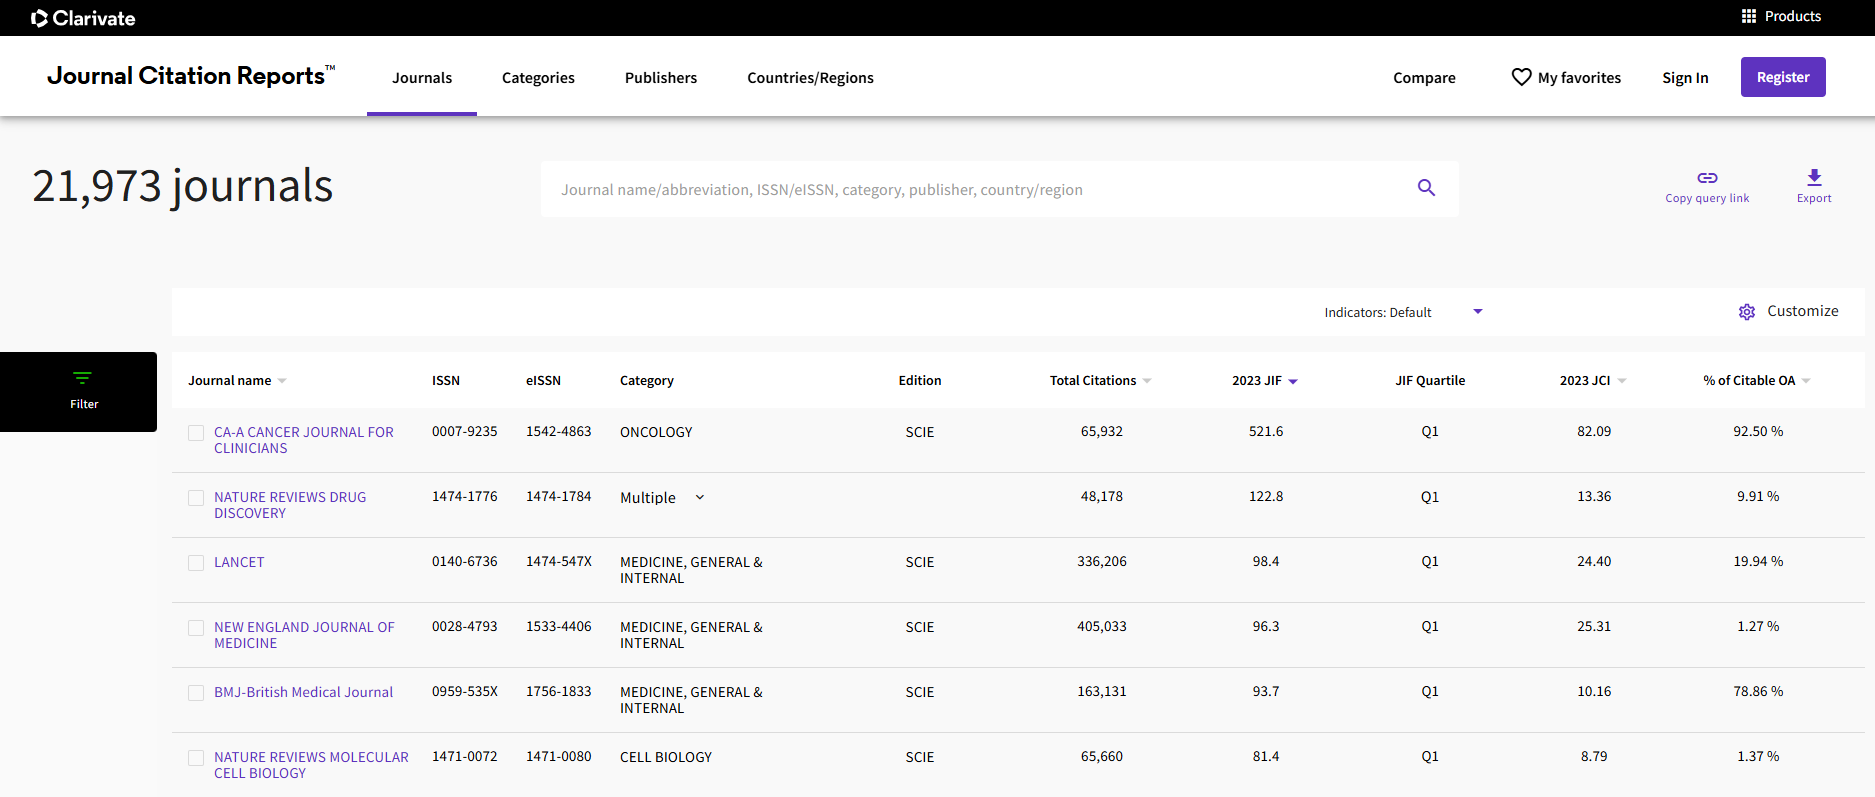 Clarivate
Products
Journal Citation Reports™
Journals Categories Publishers Countries/Regions Compare My favorites Sign In Register
21,973 journals
Journal name/abbreviation, ISSN/eISSN, category, publisher, country/region
Copy query link
Export
Indicators: Default
Customize
Filter
Journal name ISSN eISSN Category Edition Total Citations 2023 JIF JIF Quartile 2023 JCI % of Citable OA
CA-A CANCER JOURNAL FOR CLINICIANS 0007-9235 1542-4863 ONCOLOGY SCIE 65,932 521.6 Q1 82.09 92.50 %
NATURE REVIEWS DRUG DISCOVERY 1474-1776 1474-1784 Multiple 48,178 122.8 Q1 13.36 9.91 %
LANCET 0140-6736 1474-547X MEDICINE, GENERAL & INTERNAL SCIE 336,206 98.4 Q1 24.40 19.94 %
NEW ENGLAND JOURNAL OF MEDICINE 0028-4793 1533-4406 MEDICINE, GENERAL & INTERNAL SCIE 405,033 96.3 Q1 25.31 1.27 %
BMJ-British Medical Journal 0959-535X 1756-1833 MEDICINE, GENERAL & INTERNAL SCIE 163,131 93.7 Q1 10.16 78.86 %
NATURE REVIEWS MOLECULAR CELL BIOLOGY 1471-0072 1471-0080 CELL BIOLOGY SCIE 65,660 81.4 Q1 8.79 1.37 %